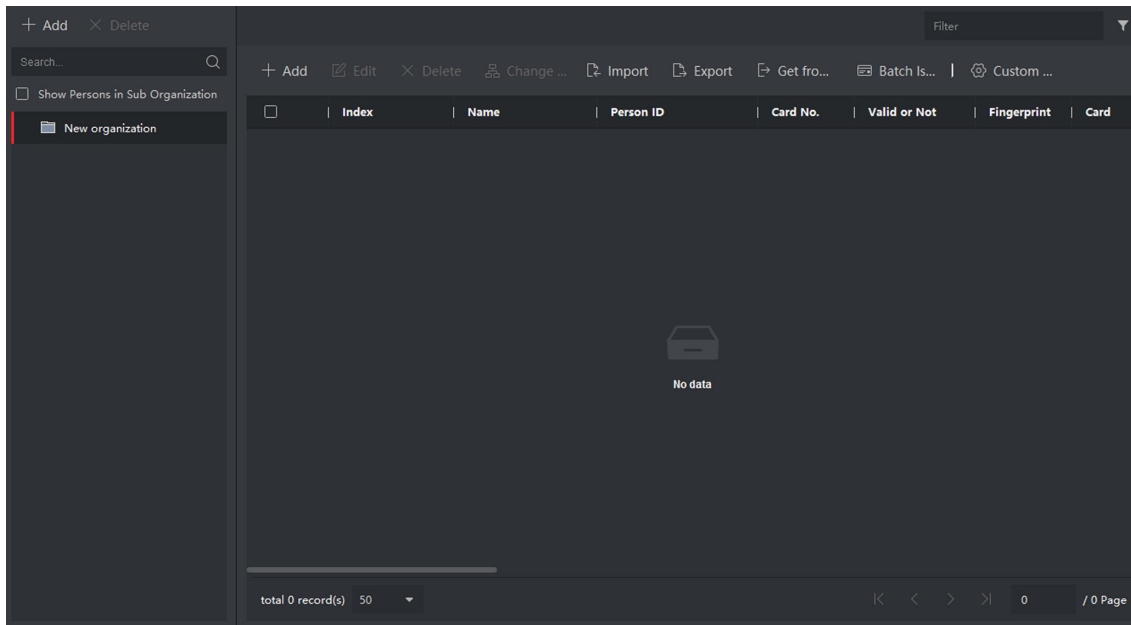 Add Delete
Filter
Search...
Add Edit Delete Change ... Import Export Get fro... Batch Is... Custom ...
Show Persons in Sub Organization
Index Name Person ID Card No. Valid or Not Fingerprint Card
New organization
No data
total 0 record(s) 50 0 / 0 Page